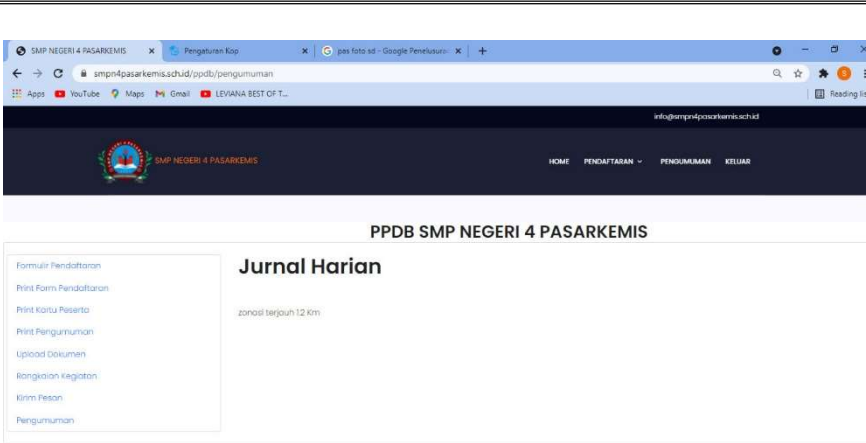 SMP NEGERI 4 PASARKEMIS
Pengaturan Kop
pas foto sd - Google Penelusuran
smpn4pasarkemis.sch.id/ppdb/pengumuman
Apps YouTube Maps Gmail LEVIANA BEST OF T... Reading lis
info@smpn4pasarkemis.sch.id
SMP NEGERI 4 PASARKEMIS HOME PENDAFTARAN PENGUMUMAN KELUAR
PPDB SMP NEGERI 4 PASARKEMIS
Formulir Pendaftaran
Print Form Pendaftaran
Print Kartu Peserta
Print Pengumuman
Upload Dokumen
Rangkaian Kegiatan
Kirim Pesan
Pengumuman
Jurnal Harian
zonasi terjauh 1.2 Km